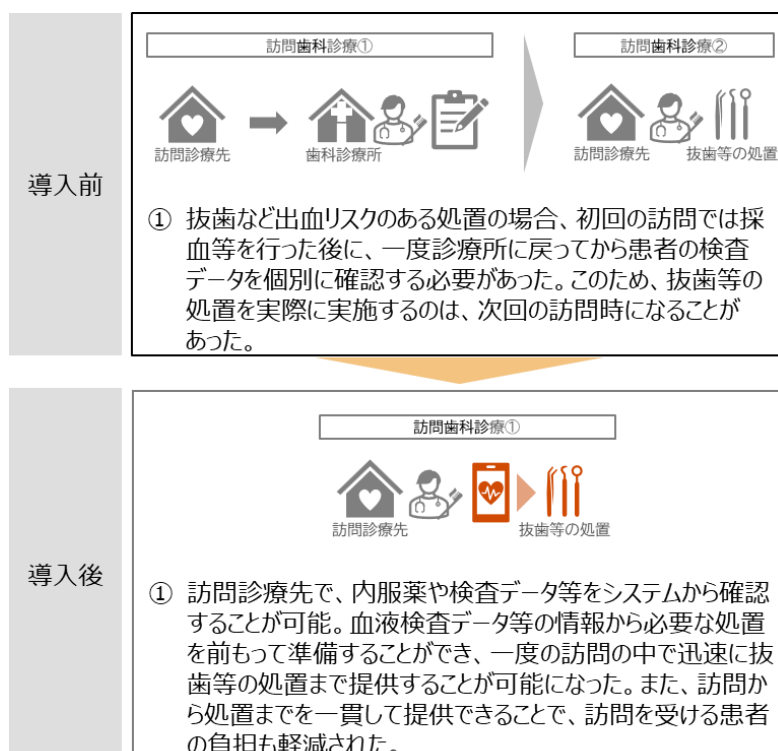 導入前
訪問歯科診療①
訪問歯科診療②
訪問診療先
歯科診療所
訪問診療先
抜歯等の処置
① 抜歯など出血リスクのある処置の場合、初回の訪問では採
血等を行った後に、一度診療所に戻ってから患者の検査
データを個別に確認する必要があった。このため、抜歯等の
処置を実際に実施するのは、次回の訪問時になることが
あった。
導入後
訪問歯科診療①
訪問診療先
抜歯等の処置
① 訪問診療先で、内服薬や検査データ等をシステムから確認
することが可能。血液検査データ等の情報から必要な処置
を前もって準備することができ、一度の訪問の中で迅速に抜
歯等の処置まで提供することが可能になった。また、訪問か
ら処置までを一貫して提供できることで、訪問を受ける患者
の負担も軽減された。